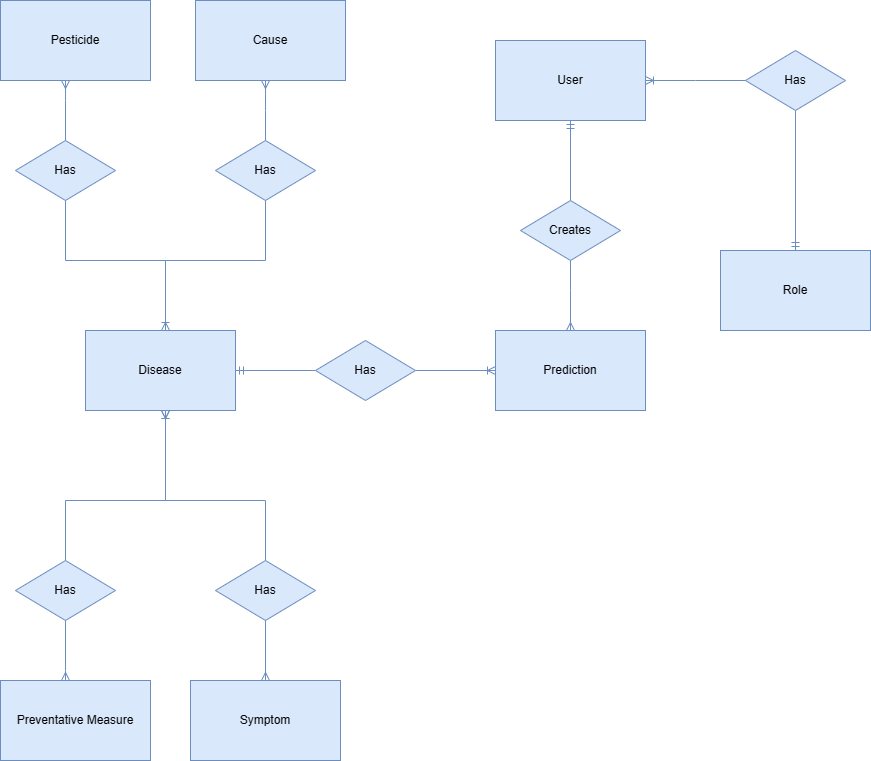 Pesticide
Cause
User
Has
Has
Has
Creates
Role
Disease
Has
Prediction
Has
Has
Preventative Measure
Symptom